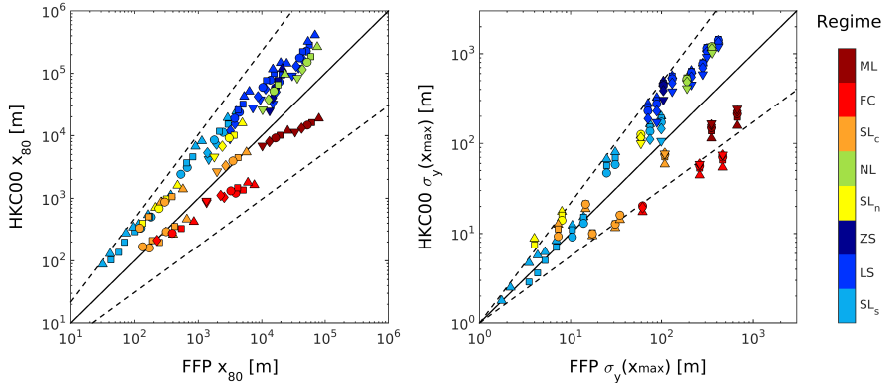 10^6
10^5
10^4
10^3
10^2
10^1
HKC00 x_80 [m]
10^1 10^2 10^3 10^4 10^5 10^6
FFP x_80 [m]
10^3
10^2
10^1
10^0
HKC00 σ_y(x_max) [m]
10^0 10^1 10^2 10^3
FFP σ_y(x_max) [m]
Regime
ML
FC
SL_c
NL
SL_n
ZS
LS
SL_s